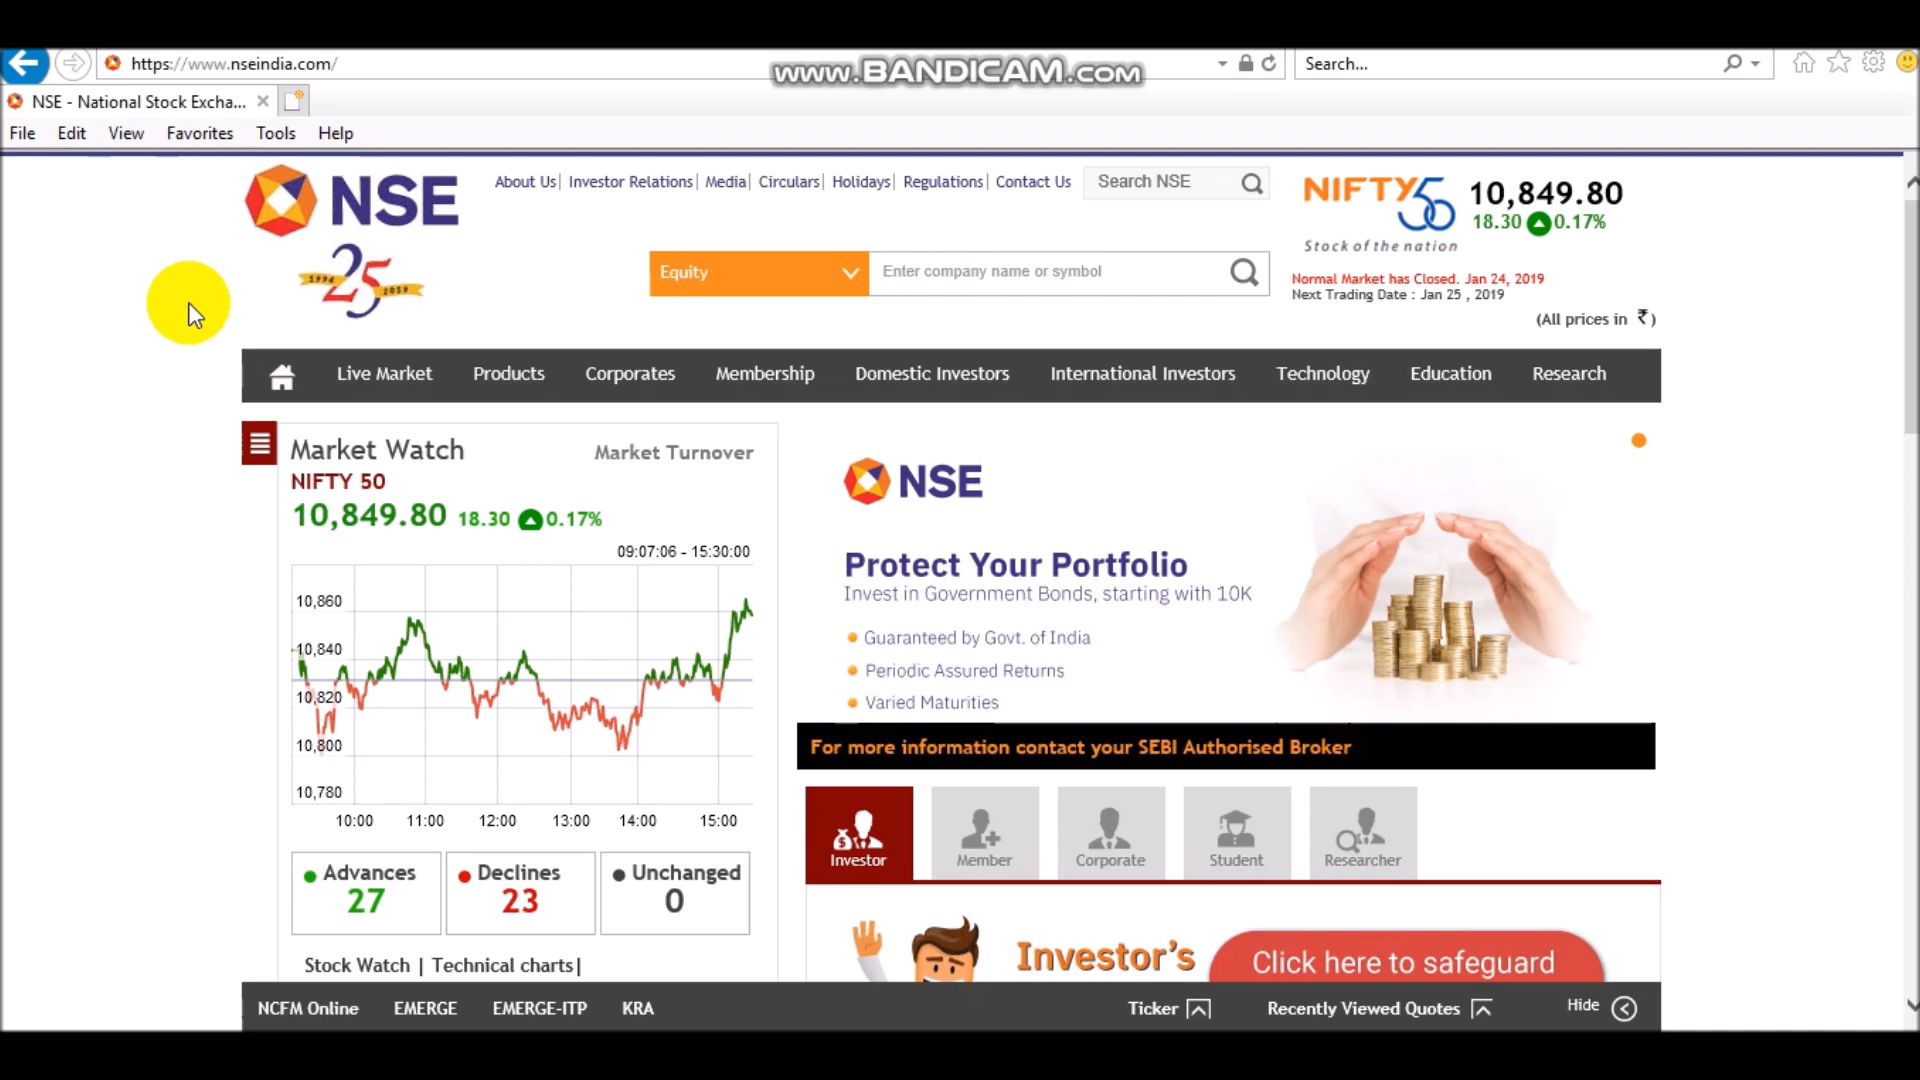 https://www.nseindia.com/
www.BANDICAM.com
Search...
NSE - National Stock Excha...
File Edit View Favorites Tools Help
NSE
1994 25 2019
About Us| Investor Relations| Media| Circulars| Holidays| Regulations| Contact Us
Search NSE
NIFTY50
Stock of the nation
10,849.80
18.30 0.17%
Equity
Enter company name or symbol
Normal Market has Closed. Jan 24, 2019
Next Trading Date : Jan 25 , 2019
(All prices in ₹)
Live Market Products Corporates Membership Domestic Investors International Investors Technology Education Research
Market Watch Market Turnover
NIFTY 50
10,849.80 18.30 0.17%
09:07:06 - 15:30:00
10,860
10,840
10,820
10,800
10,780
10:00 11:00 12:00 13:00 14:00 15:00
Advances Declines Unchanged
27 23 0
Stock Watch | Technical charts|
NSE
Protect Your Portfolio
Invest in Government Bonds, starting with 10K
Guaranteed by Govt. of India
Periodic Assured Returns
Varied Maturities
For more information contact your SEBI Authorised Broker
Investor Member Corporate Student Researcher
Investor's
Click here to safeguard
NCFM Online EMERGE EMERGE-ITP KRA Ticker Recently Viewed Quotes Hide